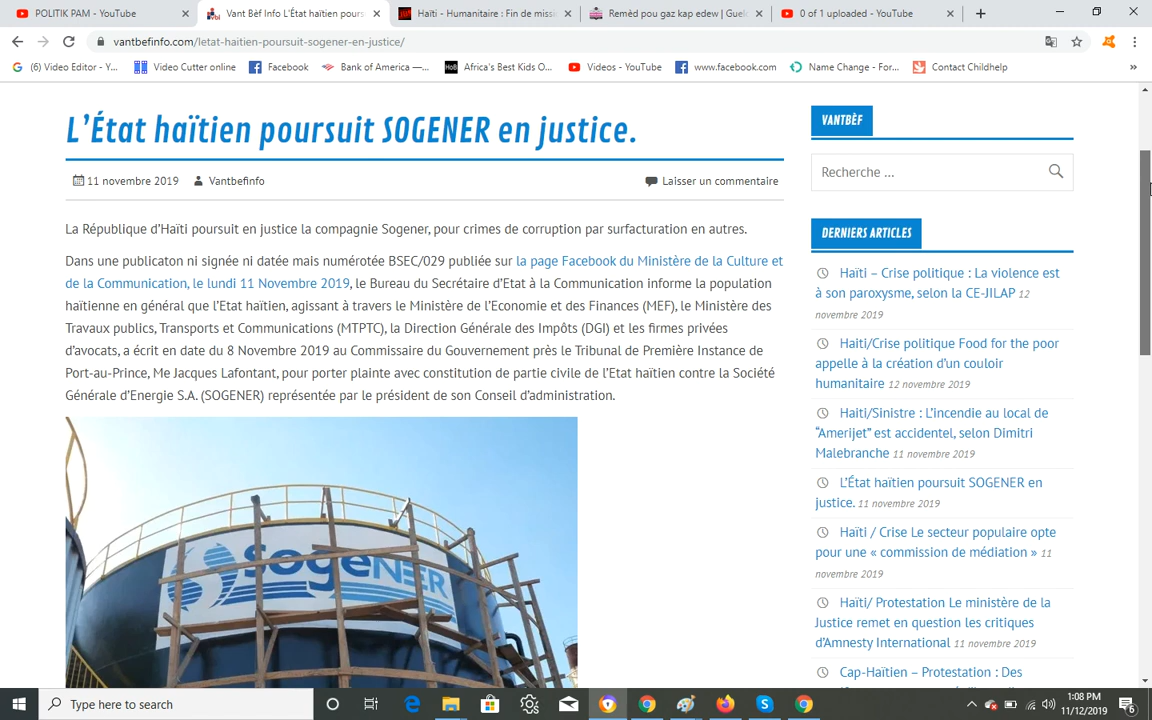 POLITIK PAM - YouTube
Vant Bèf Info L'État haïtien pours
Haïti - Humanitaire : Fin de missi
Remèd pou gaz kap edew | Guel
0 of 1 uploaded - YouTube
vantbefinfo.com/letat-haitien-poursuit-sogener-en-justice/
(6) Video Editor - Y...
Video Cutter online
Facebook
Bank of America —...
Africa's Best Kids O...
Videos - YouTube
www.facebook.com
Name Change - For...
Contact Childhelp
»
L'État haïtien poursuit SOGENER en justice.
11 novembre 2019
Vantbefinfo
Laisser un commentaire
La République d'Haïti poursuit en justice la compagnie Sogener, pour crimes de corruption par surfacturation en autres.
Dans une publicaton ni signée ni datée mais numérotée BSEC/029 publiée sur la page Facebook du Ministère de la Culture et
de la Communication, le lundi 11 Novembre 2019, le Bureau du Secrétaire d'Etat à la Communication informe la population
haïtienne en général que l'Etat haïtien, agissant à travers le Ministère de l'Economie et des Finances (MEF), le Ministère des
Travaux publics, Transports et Communications (MTPTC), la Direction Générale des Impôts (DGI) et les firmes privées
d'avocats, a écrit en date du 8 Novembre 2019 au Commissaire du Gouvernement près le Tribunal de Première Instance de
Port-au-Prince, Me Jacques Lafontant, pour porter plainte avec constitution de partie civile de l'Etat haïtien contre la Société
Générale d'Energie S.A. (SOGENER) représentée par le président de son Conseil d'administration.
SogeNER
VANTBÈF
Recherche ...
DERNIERS ARTICLES
Haïti – Crise politique : La violence est
à son paroxysme, selon la CE-JILAP 12
novembre 2019
Haiti/Crise politique Food for the poor
appelle à la création d'un couloir
humanitaire 12 novembre 2019
Haiti/Sinistre : L'incendie au local de
“Amerijet” est accidentel, selon Dimitri
Malebranche 11 novembre 2019
L'État haïtien poursuit SOGENER en
justice. 11 novembre 2019
Haïti / Crise Le secteur populaire opte
pour une « commission de médiation » 11
novembre 2019
Haïti/ Protestation Le ministère de la
Justice remet en question les critiques
d'Amnesty International 11 novembre 2019
Cap-Haïtien – Protestation : Des
Type here to search
1:08 PM
11/12/2019
6